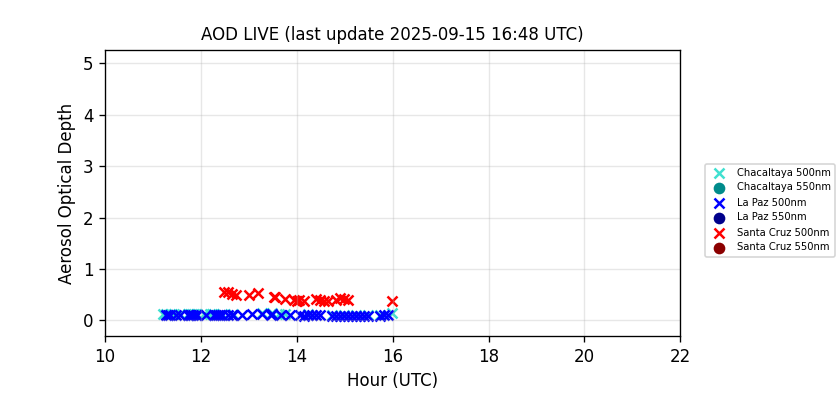 AOD LIVE (last update 2025-09-15 16:48 UTC)
Aerosol Optical Depth
5
4
3
2
1
0
10 12 14 16 18 20 22
Hour (UTC)
Chacaltaya 500nm
Chacaltaya 550nm
La Paz 500nm
La Paz 550nm
Santa Cruz 500nm
Santa Cruz 550nm